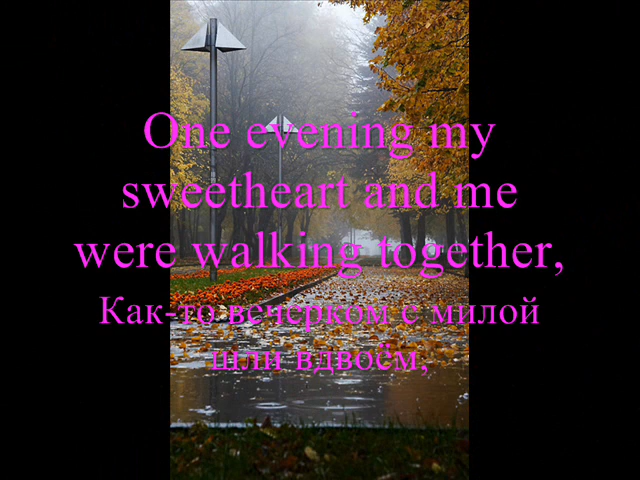 One evening my
sweetheart and me
were walking together,
Как-то вечерком с милой
шли вдвоём,